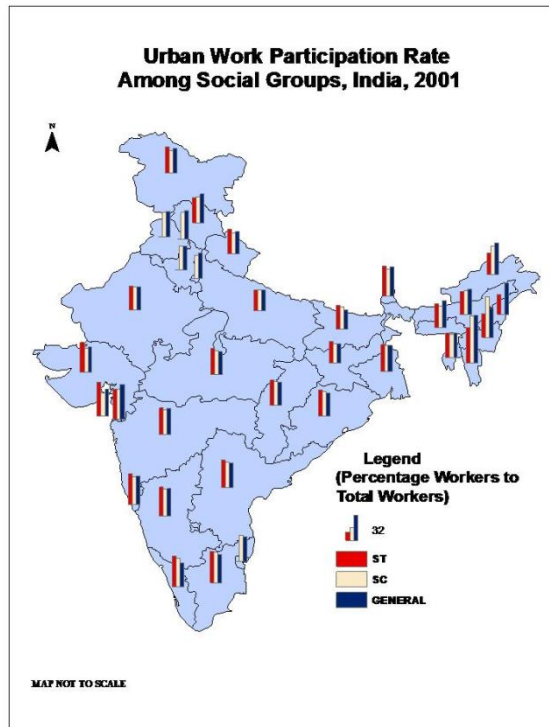 Urban Work Participation Rate
Among Social Groups, India, 2001
N
Legend
(Percentage Workers to
Total Workers)
32
ST
SC
GENERAL
MAP NOT TO SCALE